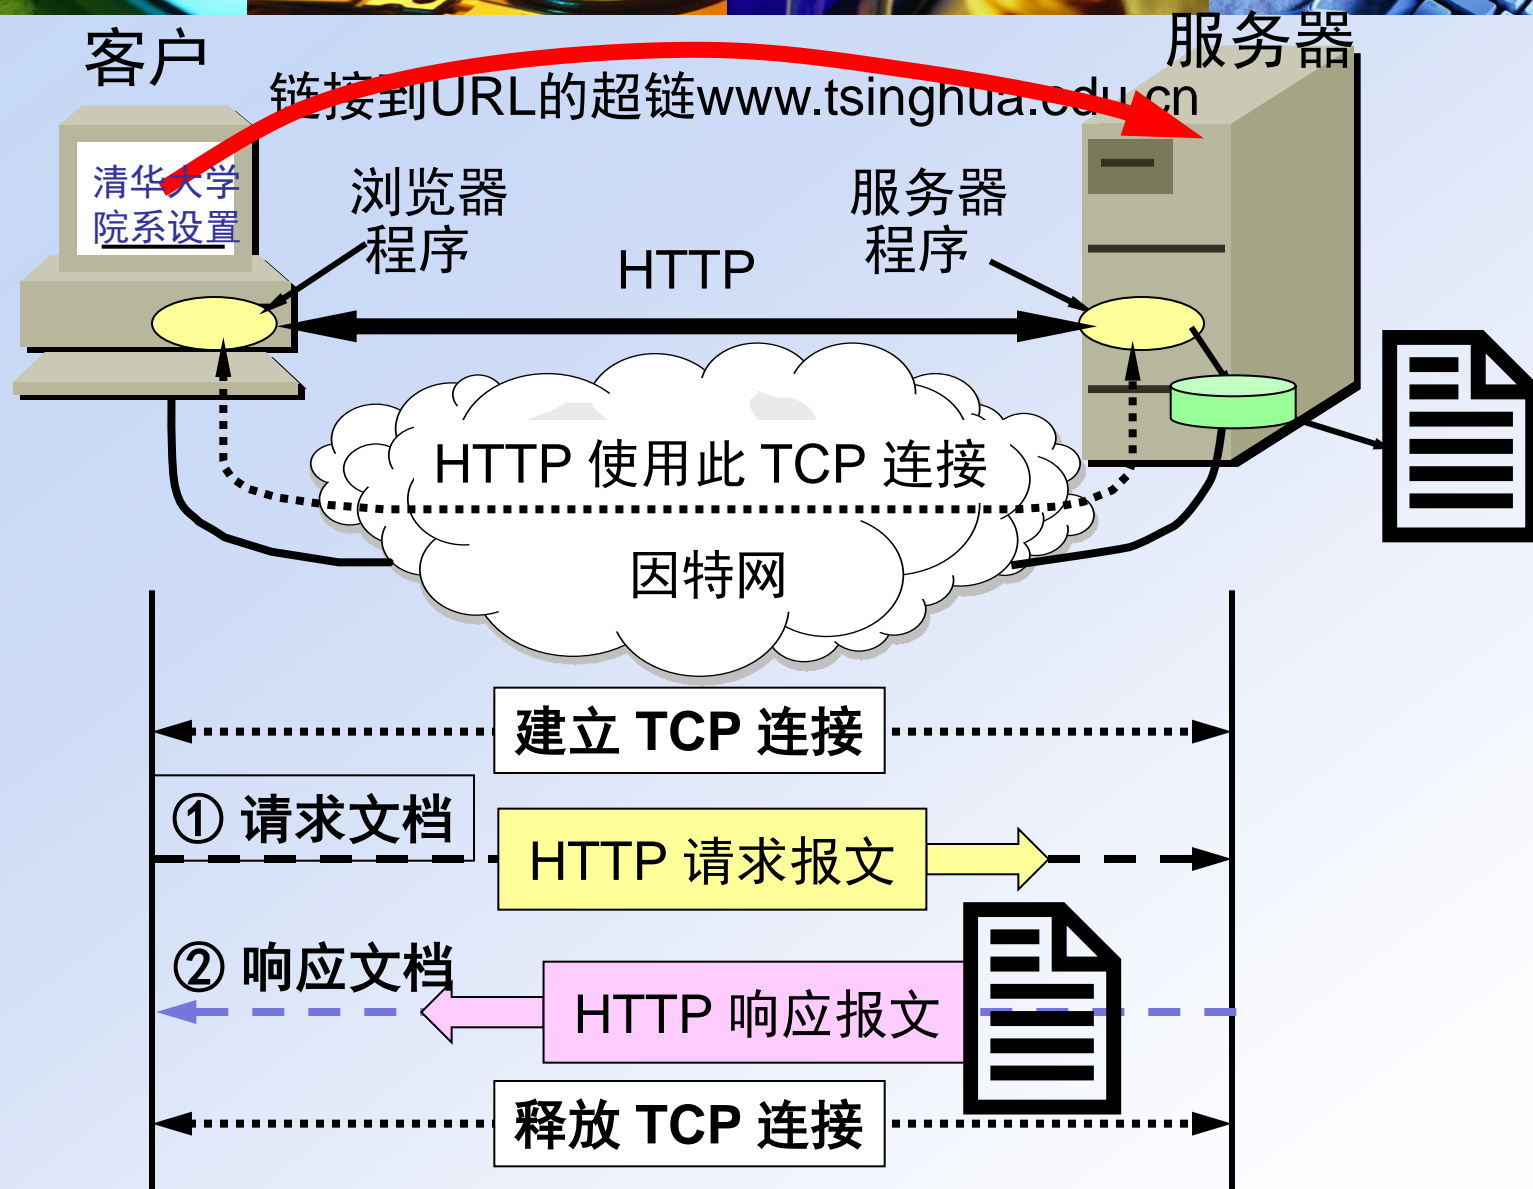 客户
服务器
链接到URL的超链www.tsinghua.edu.cn
清华大学
院系设置
浏览器
程序
服务器
程序
HTTP
HTTP 使用此 TCP 连接
因特网
建立 TCP 连接
① 请求文档
HTTP 请求报文
② 响应文档
HTTP 响应报文
释放 TCP 连接